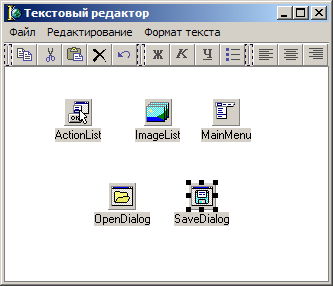 Текстовый редактор
Файл Редактирование Формат текста
Ж К Ч
ActionList ImageList MainMenu
OpenDialog SaveDialog